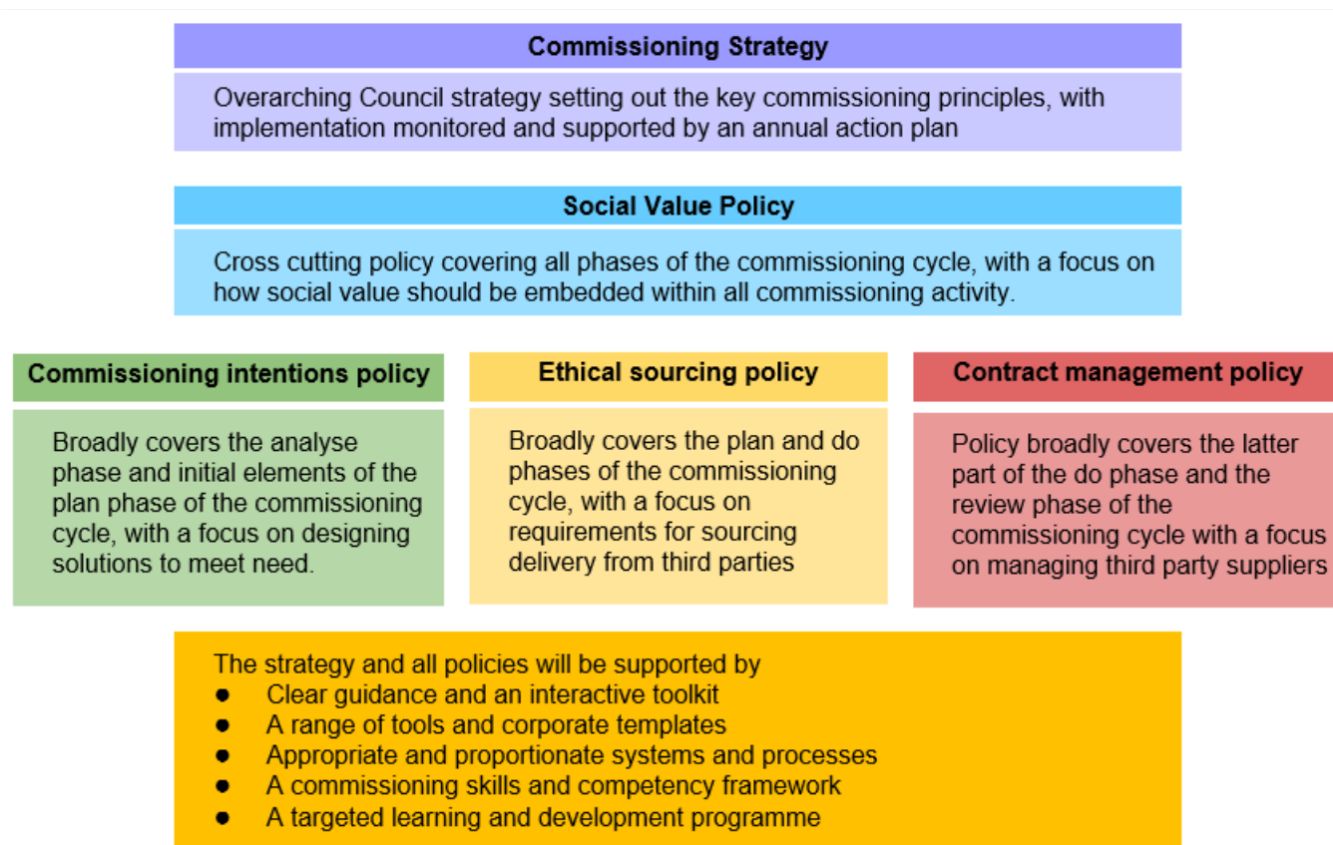 Commissioning Strategy
Overarching Council strategy setting out the key commissioning principles, with
implementation monitored and supported by an annual action plan
Social Value Policy
Cross cutting policy covering all phases of the commissioning cycle, with a focus on
how social value should be embedded within all commissioning activity.
Commissioning intentions policy
Broadly covers the analyse
phase and initial elements of the
plan phase of the commissioning
cycle, with a focus on designing
solutions to meet need.
Ethical sourcing policy
Broadly covers the plan and do
phases of the commissioning
cycle, with a focus on
requirements for sourcing
delivery from third parties
Contract management policy
Policy broadly covers the latter
part of the do phase and the
review phase of the
commissioning cycle with a focus
on managing third party suppliers
The strategy and all policies will be supported by
● Clear guidance and an interactive toolkit
● A range of tools and corporate templates
● Appropriate and proportionate systems and processes
● A commissioning skills and competency framework
● A targeted learning and development programme